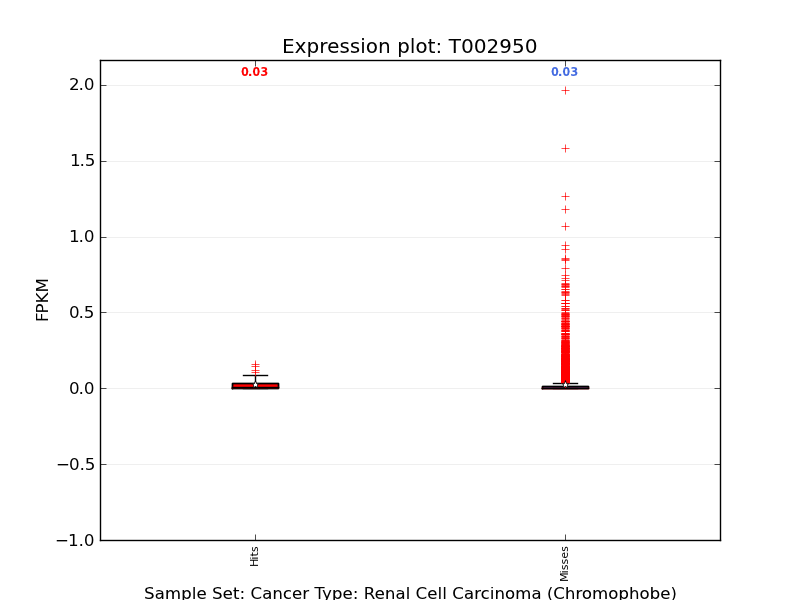 Expression plot: T002950
0.03 0.03
2.0
1.5
1.0
0.5
0.0
−0.5
−1.0
FPKM
Hits
Misses
Sample Set: Cancer Type: Renal Cell Carcinoma (Chromophobe)